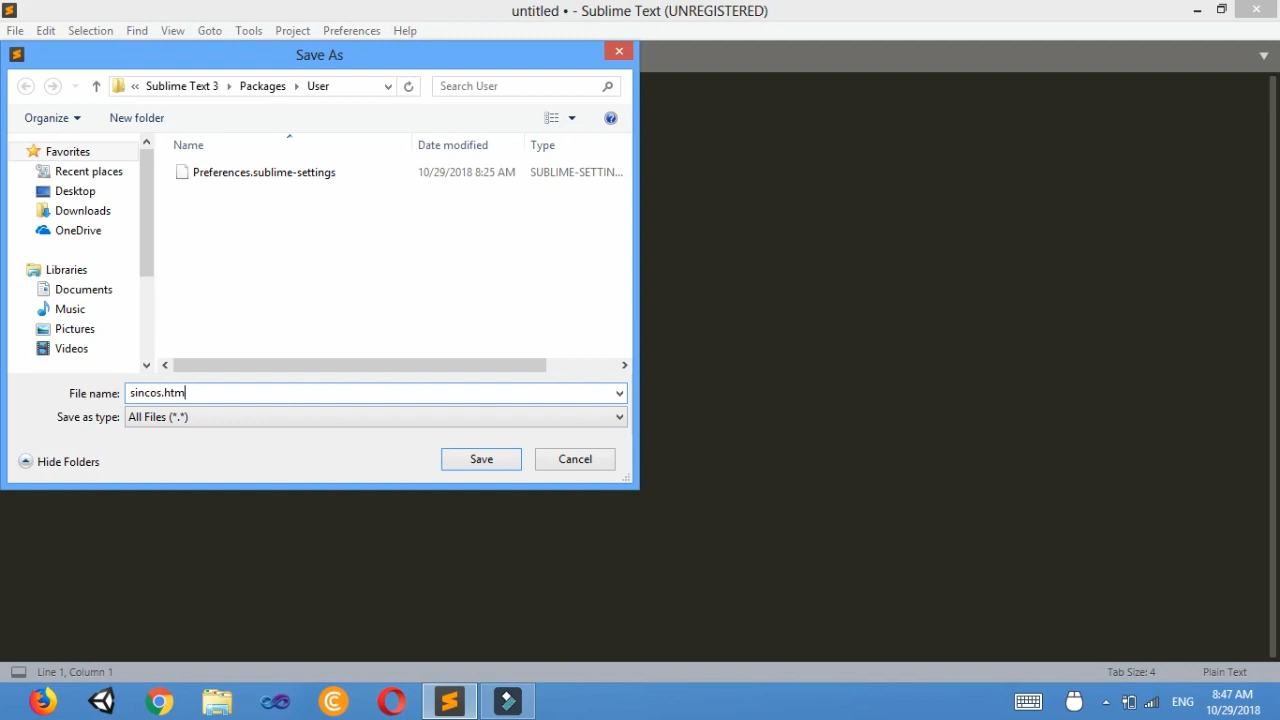 untitled • - Sublime Text (UNREGISTERED)
File Edit Selection Find View Goto Tools Project Preferences Help
Save As
« Sublime Text 3 Packages User
Search User
Organize New folder
Name Date modified Type
Favorites
Preferences.sublime-settings 10/29/2018 8:25 AM SUBLIME-SETTIN...
Recent places
Desktop
Downloads
OneDrive
Libraries
Documents
Music
Pictures
Videos
File name: sincos.htm
Save as type: All Files (*.*)
Hide Folders
Save Cancel
Line 1, Column 1 Tab Size: 4 Plain Text
ENG 8:47 AM
10/29/2018